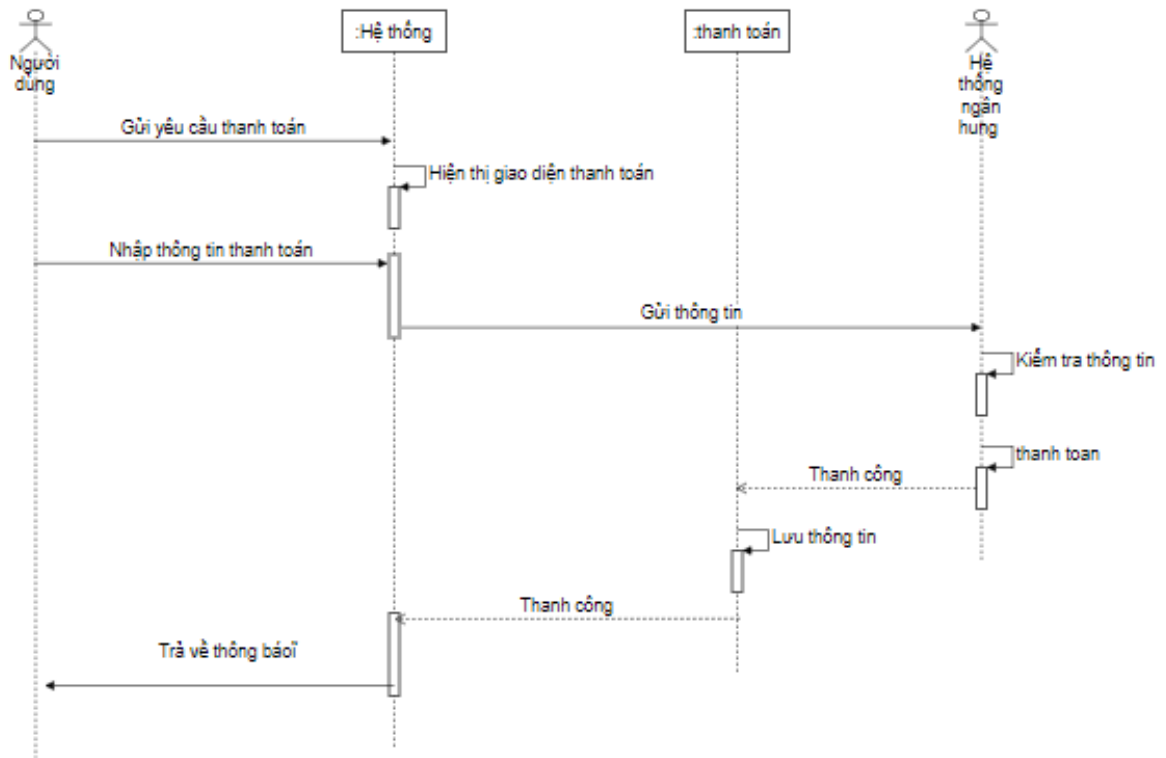 :Hệ thống
:thanh toán
Người
dùng
Hệ
thống
ngân
hung
Gửi yêu cầu thanh toán
Hiện thị giao diện thanh toán
Nhập thông tin thanh toán
Gửi thông tin
Kiểm tra thông tin
thanh toan
Thanh công
Lưu thông tin
Thanh công
Trả về thông báoï